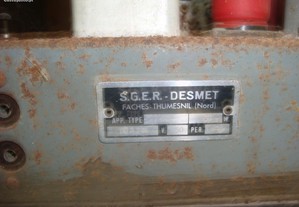 S.G.E.R.-DESMET
FACHES-THUMESNIL (Nord)
APP. TYPE N
PER.